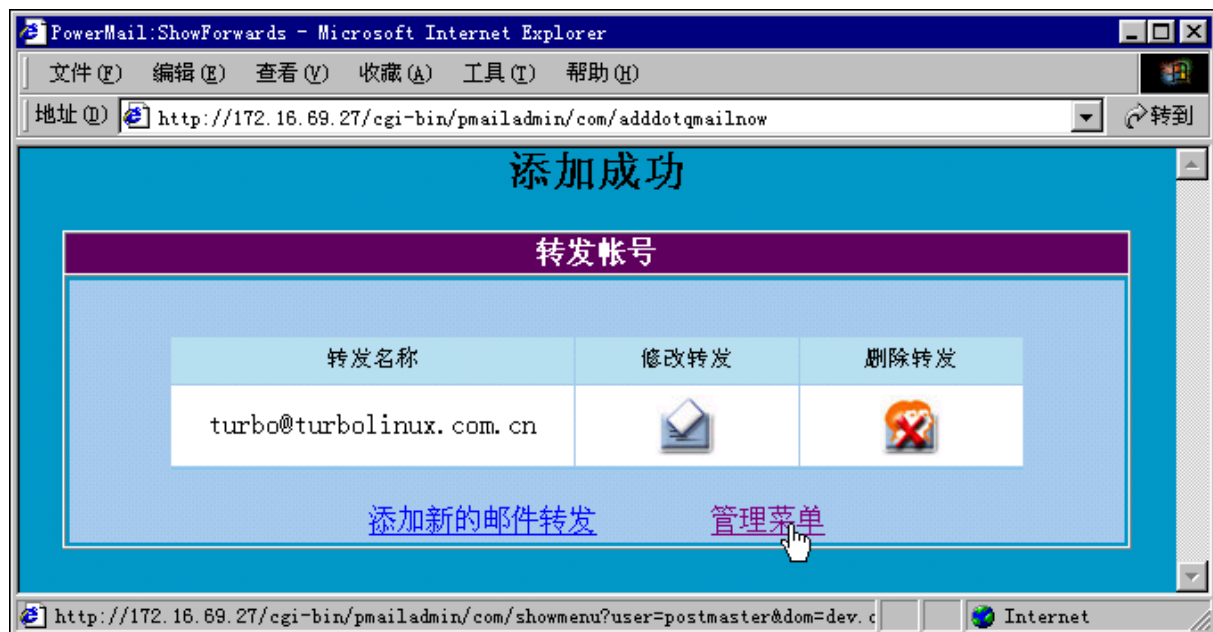 PowerMail:ShowForwards - Microsoft Internet Explorer
文件(F) 编辑(E) 查看(V) 收藏(A) 工具(T) 帮助(H)
地址(D) http://172.16.69.27/cgi-bin/pmailadmin/com/adddotqmailnow 转到
添加成功
转发帐号
转发名称 修改转发 删除转发
turbo@turbolinux.com.cn
添加新的邮件转发 管理菜单
http://172.16.69.27/cgi-bin/pmailadmin/com/showmenu?user=postmaster&dom=dev. Internet